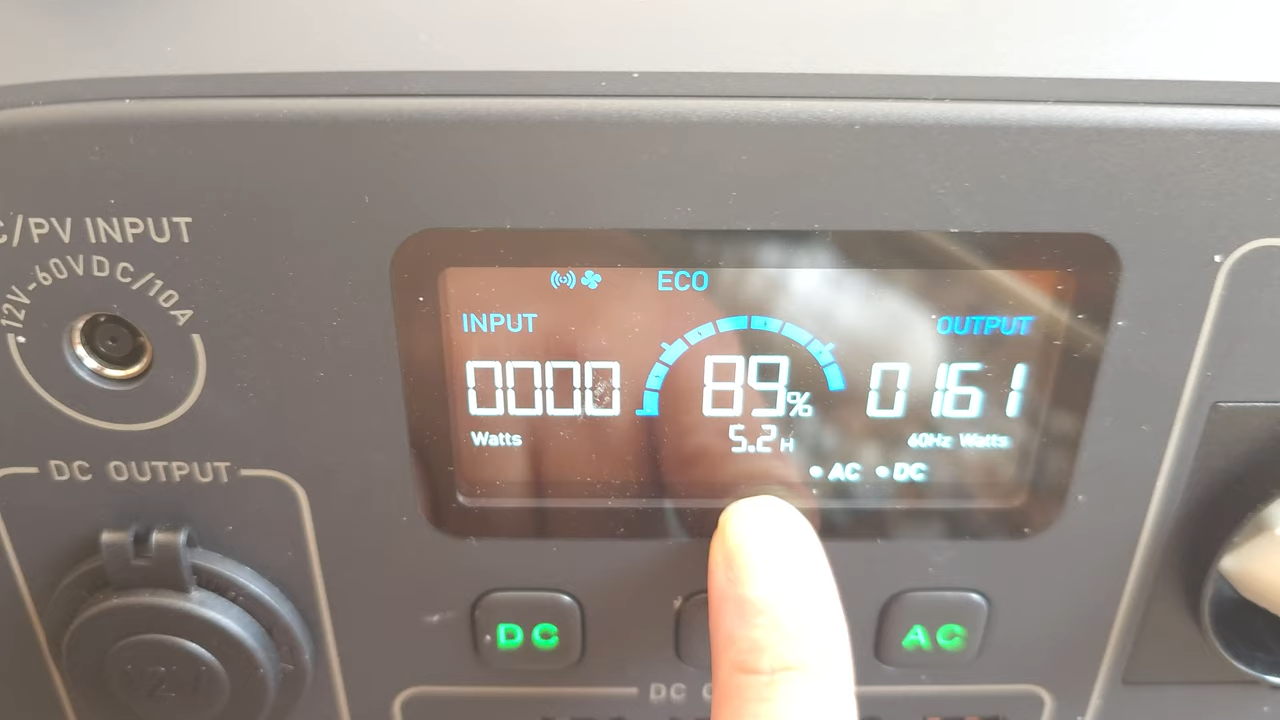 C/PV INPUT
12V-60VDC/10A
DC OUTPUT
ECO
INPUT
OUTPUT
0000
89%
0161
Watts
5.2H
60Hz Watts
AC DC
DC
AC
DC